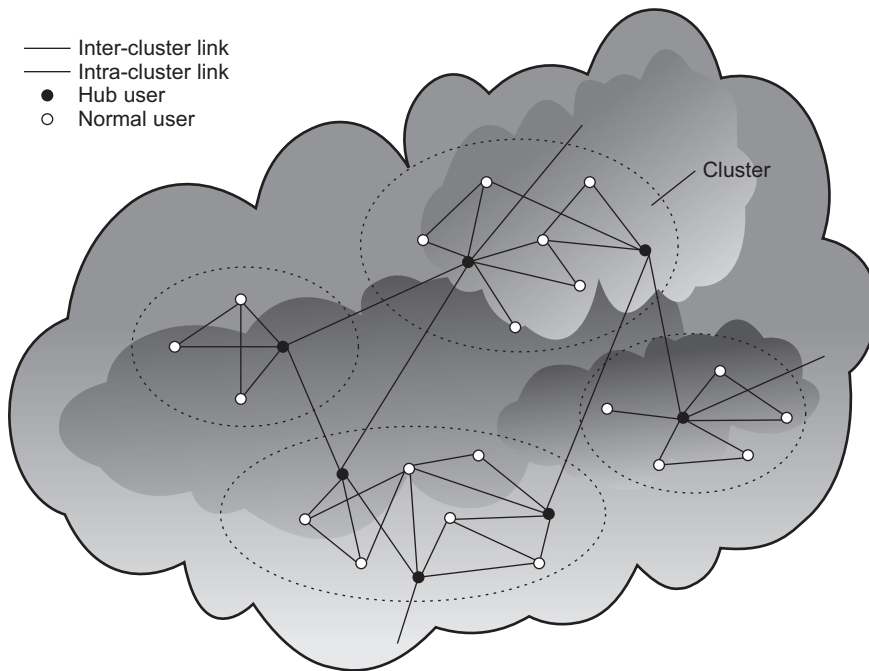 Inter-cluster link
Intra-cluster link
Hub user
Normal user
Cluster